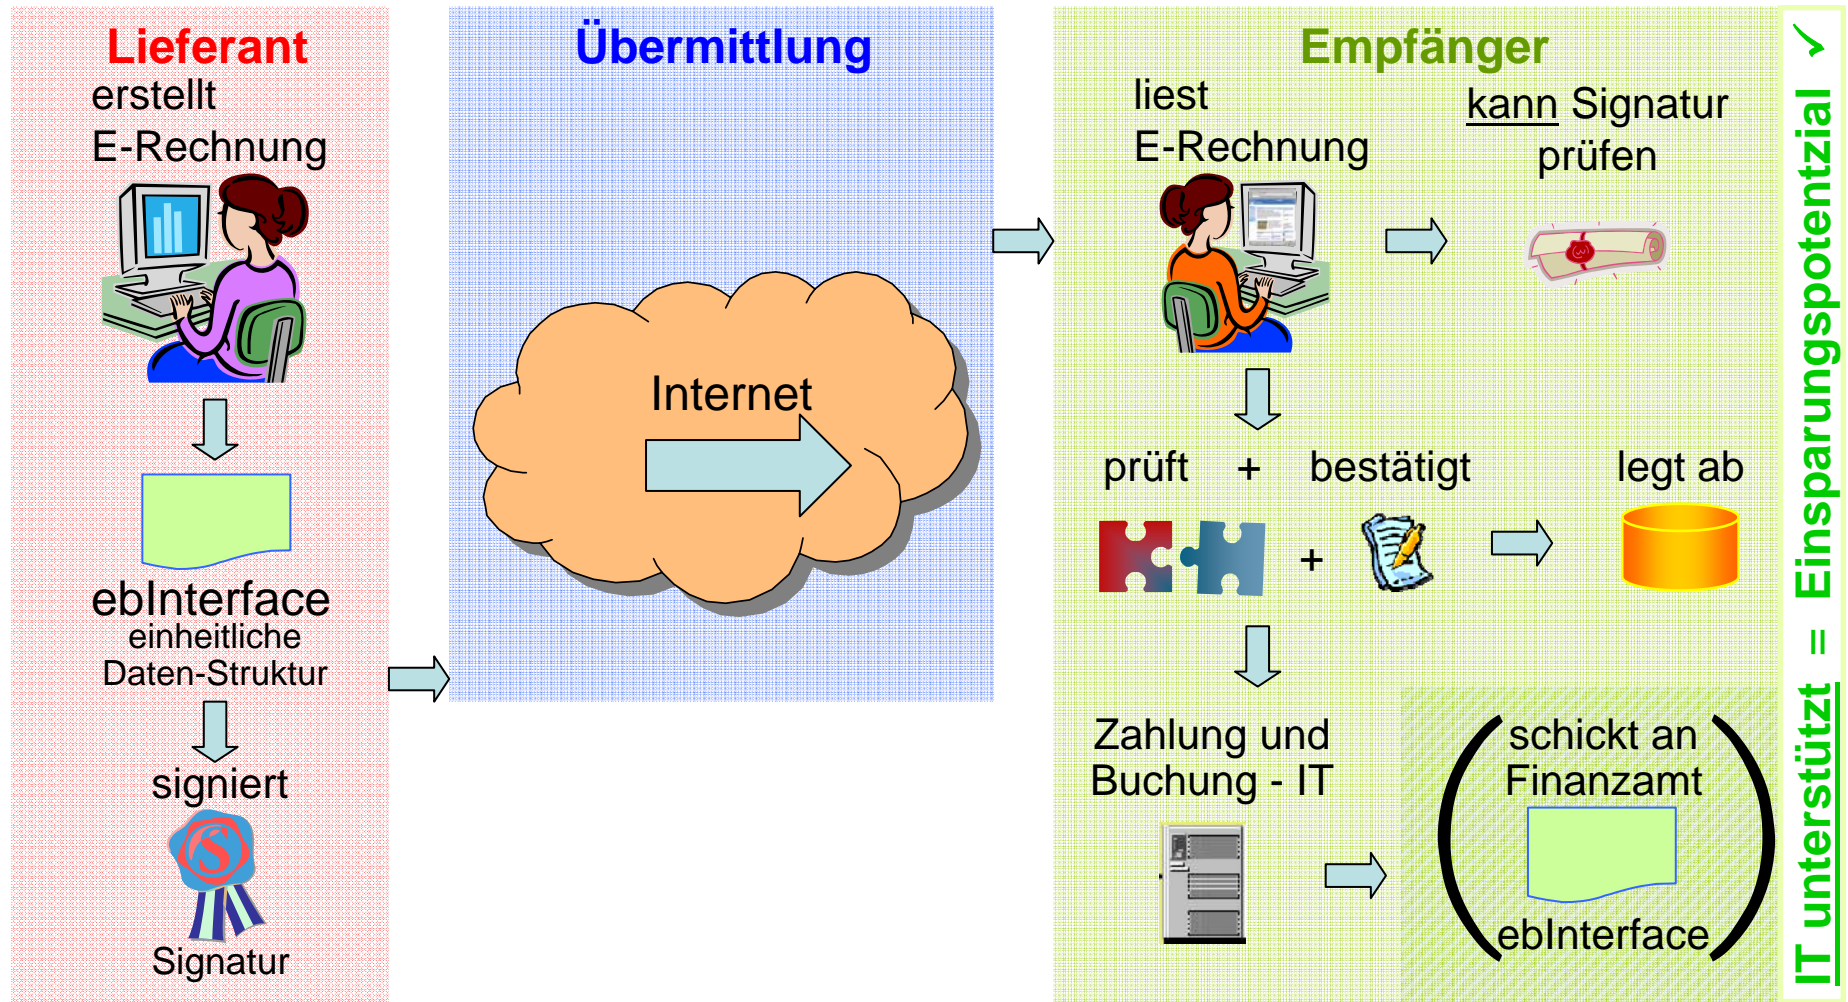 Lieferant
erstellt
E-Rechnung
ebInterface
einheitliche
Daten-Struktur
signiert
S
Signatur
Übermittlung
Internet
Empfänger
liest
E-Rechnung
kann Signatur
prüfen
prüft + bestätigt
legt ab
+
Zahlung und
Buchung - IT
schickt an
Finanzamt
ebInterface
IT unterstützt = Einsparungspotentzial ✓